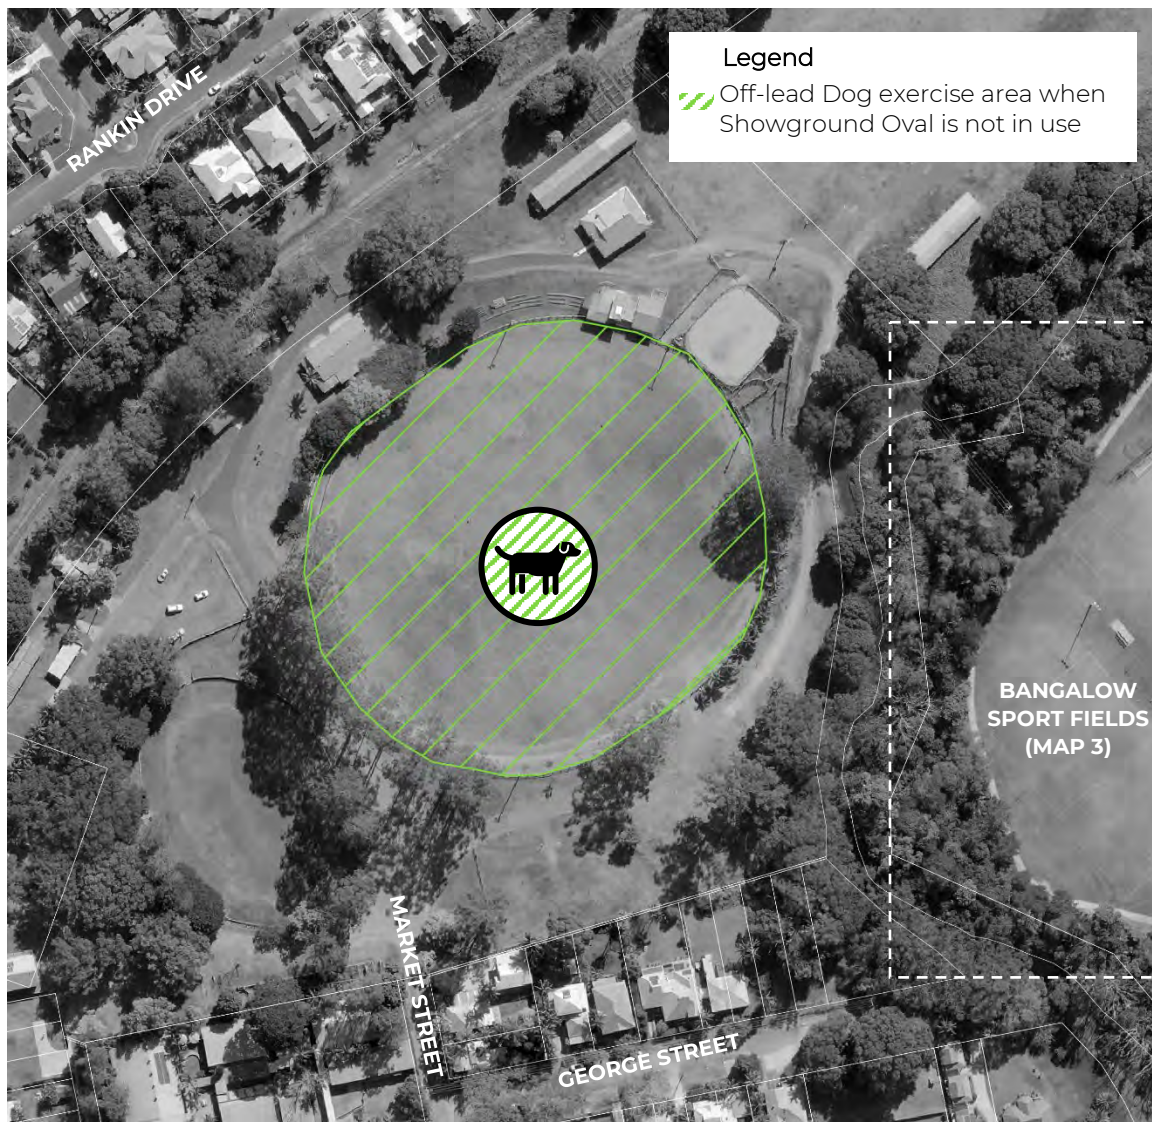 Legend
Off-lead Dog exercise area when
Showground Oval is not in use
RANKIN DRIVE
BANGALOW
SPORT FIELDS
(MAP 3)
MARKET STREET
GEORGE STREET